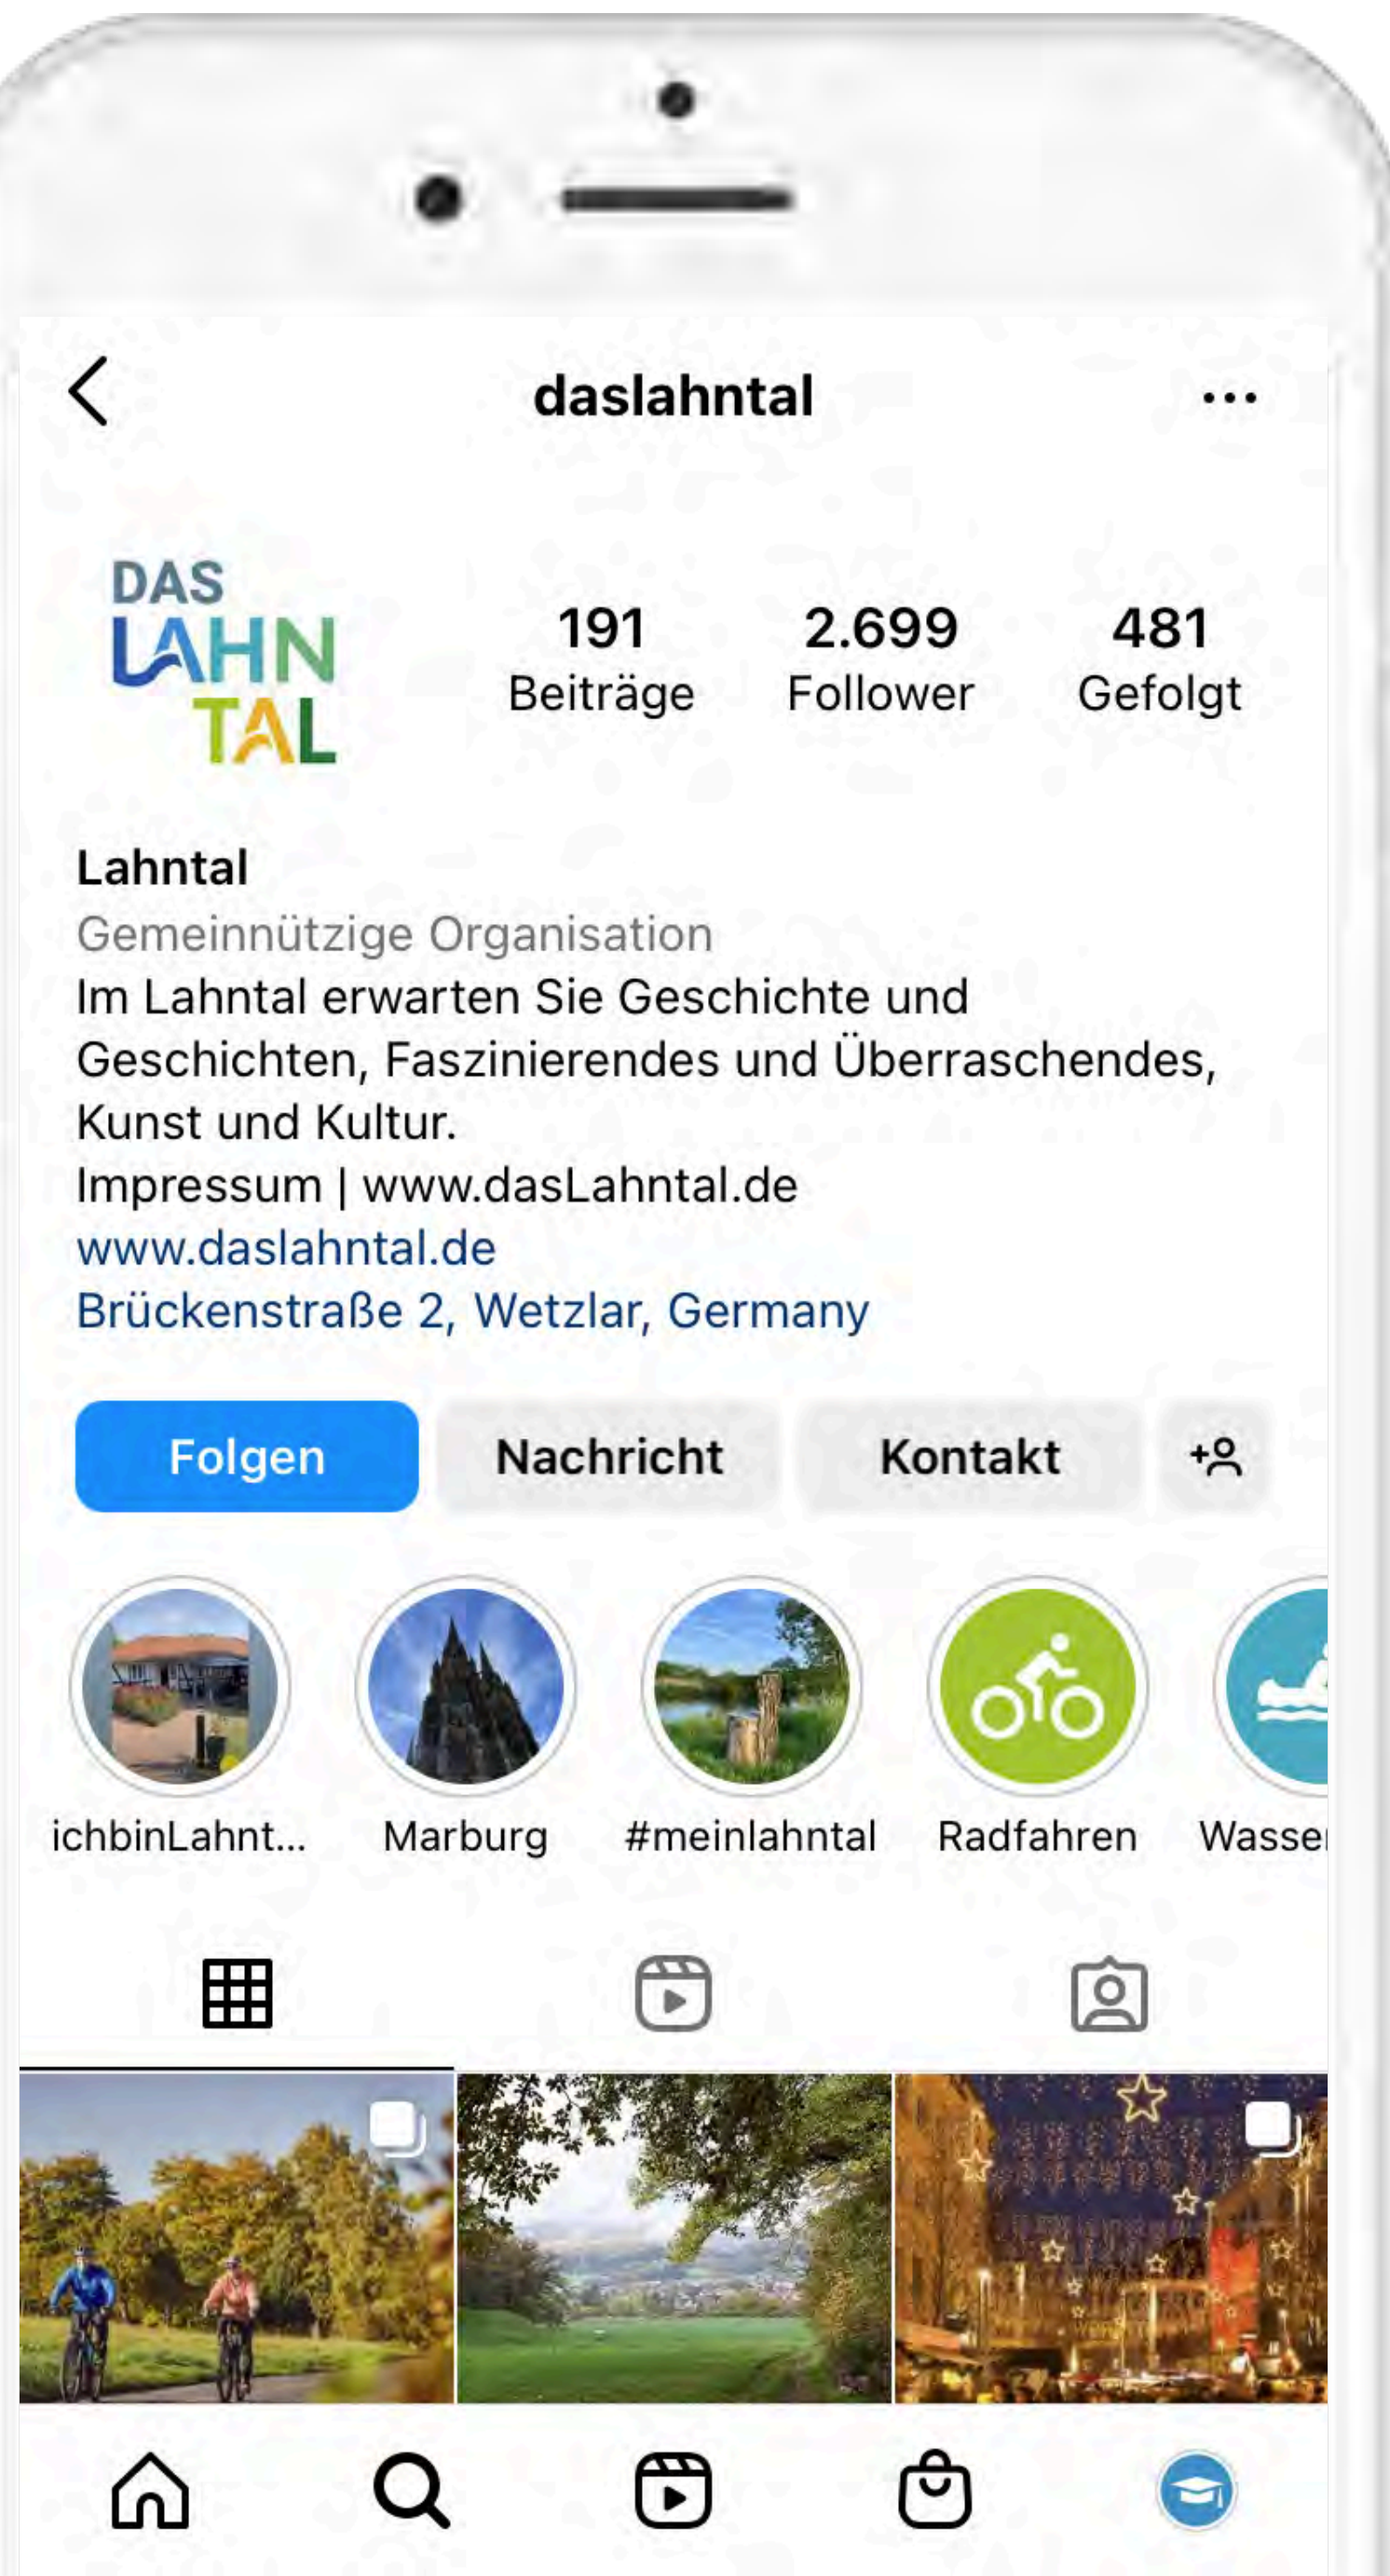 daslahntal
DAS
LAHN
TAL
191
Beiträge
2.699
Follower
481
Gefolgt
Lahntal
Gemeinnützige Organisation
Im Lahntal erwarten Sie Geschichte und
Geschichten, Faszinierendes und Überraschendes,
Kunst und Kultur.
Impressum | www.dasLahntal.de
www.daslahntal.de
Brückenstraße 2, Wetzlar, Germany
Folgen
Nachricht
Kontakt
ichbinLahnt...
Marburg
#meinlahntal
Radfahren
Wasser